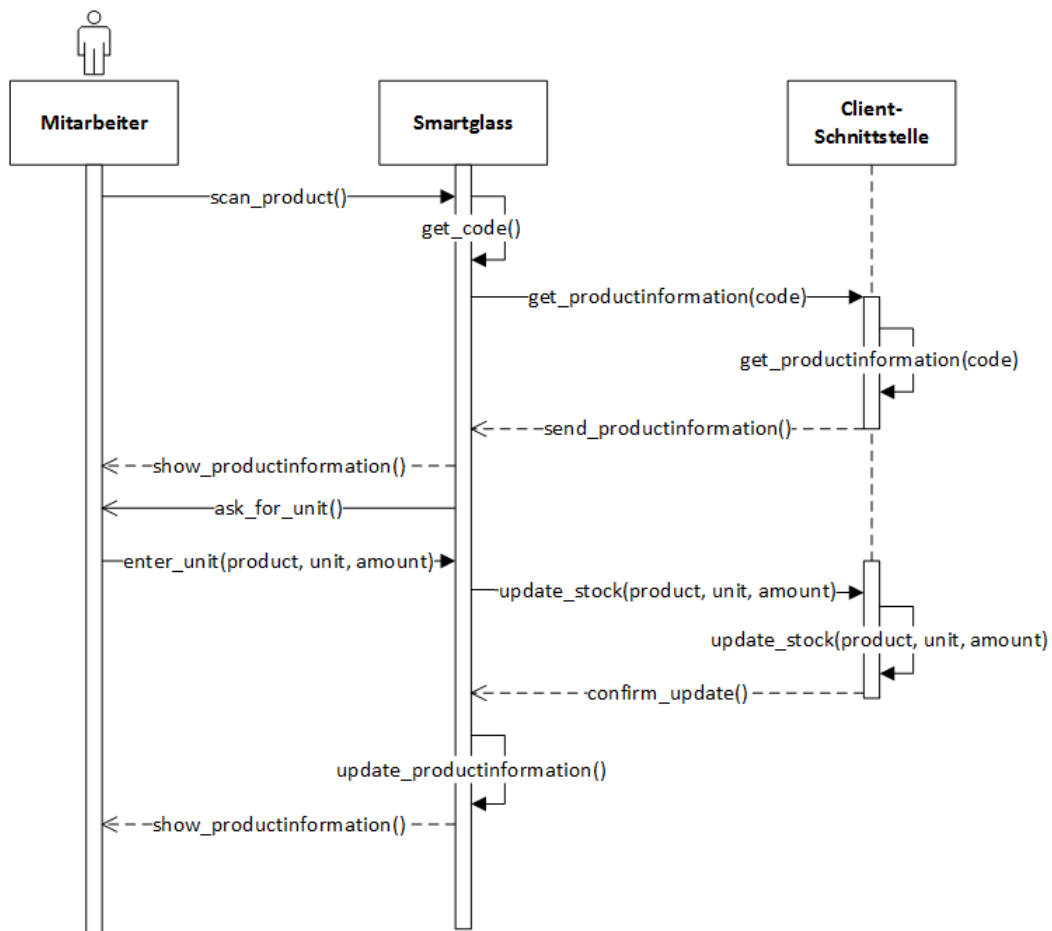 Mitarbeiter
Smartglass
Client-
Schnittstelle
scan_product()
get_code()
get_productinformation(code)
get_productinformation(code)
send_productinformation()
show_productinformation()
ask_for_unit()
enter_unit(product, unit, amount)
update_stock(product, unit, amount)
update_stock(product, unit, amount)
confirm_update()
update_productinformation()
show_productinformation()